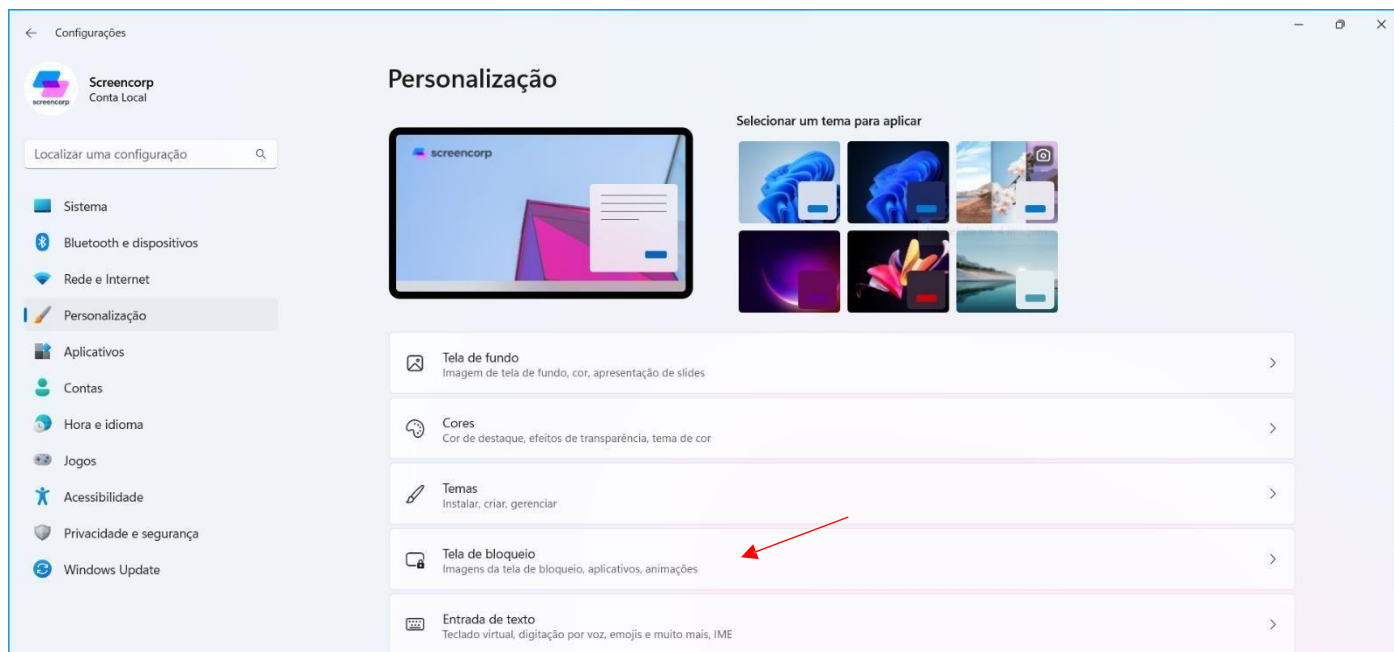 Configurações
Screencorp
Conta Local
screencorp
Localizar uma configuração
Sistema
Bluetooth e dispositivos
Rede e Internet
Personalização
Aplicativos
Contas
Hora e idioma
Jogos
Acessibilidade
Privacidade e segurança
Windows Update
Personalização
screencorp
Selecionar um tema para aplicar
Tela de fundo
Imagem de tela de fundo, cor, apresentação de slides
Cores
Cor de destaque, efeitos de transparência, tema de cor
Temas
Instalar, criar, gerenciar
Tela de bloqueio
Imagens da tela de bloqueio, aplicativos, animações
Entrada de texto
Teclado virtual, digitação por voz, emojis e muito mais, IME